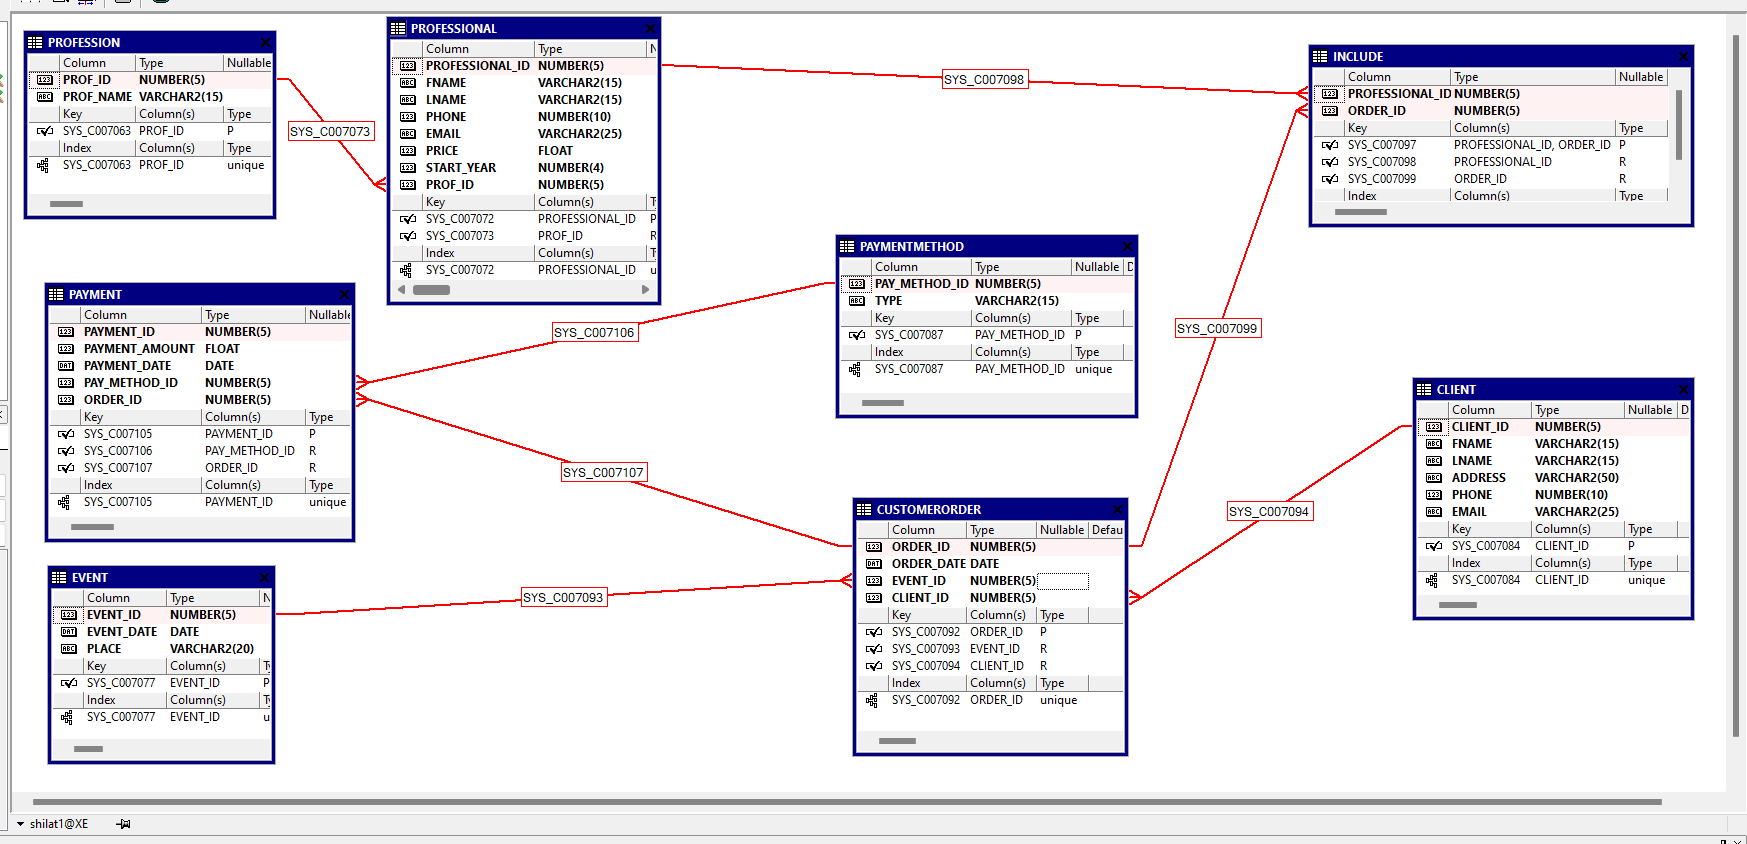 PROFESSION
Column Type Nullable
PROF_ID NUMBER(5)
PROF_NAME VARCHAR2(15)
Key Column(s) Type
SYS_C007063 PROF_ID P
Index Column(s) Type
SYS_C007063 PROF_ID unique
SYS_C007073
PROFESSIONAL
Column Type N
PROFESSIONAL_ID NUMBER(5)
FNAME VARCHAR2(15)
LNAME VARCHAR2(15)
PHONE NUMBER(10)
EMAIL VARCHAR2(25)
PRICE FLOAT
START_YEAR NUMBER(4)
PROF_ID NUMBER(5)
Key Column(s) T
SYS_C007072 PROFESSIONAL_ID P
SYS_C007073 PROF_ID R
Index Column(s) T
SYS_C007072 PROFESSIONAL_ID u
SYS_C007098
INCLUDE
Column Type Nullable
PROFESSIONAL_ID NUMBER(5)
ORDER_ID NUMBER(5)
Key Column(s) Type
SYS_C007097 PROFESSIONAL_ID, ORDER_ID P
SYS_C007098 PROFESSIONAL_ID R
SYS_C007099 ORDER_ID R
Index Column(s) Type
PAYMENT
Column Type Nullable
PAYMENT_ID NUMBER(5)
PAYMENT_AMOUNT FLOAT
PAYMENT_DATE DATE
PAY_METHOD_ID NUMBER(5)
ORDER_ID NUMBER(5)
Key Column(s) Type
SYS_C007105 PAYMENT_ID P
SYS_C007106 PAY_METHOD_ID R
SYS_C007107 ORDER_ID R
Index Column(s) Type
SYS_C007105 PAYMENT_ID unique
SYS_C007106
PAYMENTMETHOD
Column Type Nullable D
PAY_METHOD_ID NUMBER(5)
TYPE VARCHAR2(15)
Key Column(s) Type
SYS_C007087 PAY_METHOD_ID P
Index Column(s) Type
SYS_C007087 PAY_METHOD_ID unique
SYS_C007099
SYS_C007107
CLIENT
Column Type Nullable D
CLIENT_ID NUMBER(5)
FNAME VARCHAR2(15)
LNAME VARCHAR2(15)
ADDRESS VARCHAR2(50)
PHONE NUMBER(10)
EMAIL VARCHAR2(25)
Key Column(s) Type
SYS_C007084 CLIENT_ID P
Index Column(s) Type
SYS_C007084 CLIENT_ID unique
SYS_C007094
EVENT
Column Type N
EVENT_ID NUMBER(5)
EVENT_DATE DATE
PLACE VARCHAR2(20)
Key Column(s) T
SYS_C007077 EVENT_ID P
Index Column(s) T
SYS_C007077 EVENT_ID u
SYS_C007093
CUSTOMERORDER
Column Type Nullable Defau
ORDER_ID NUMBER(5)
ORDER_DATE DATE
EVENT_ID NUMBER(5)
CLIENT_ID NUMBER(5)
Key Column(s) Type
SYS_C007092 ORDER_ID P
SYS_C007093 EVENT_ID R
SYS_C007094 CLIENT_ID R
Index Column(s) Type
SYS_C007092 ORDER_ID unique
shilat1@XE